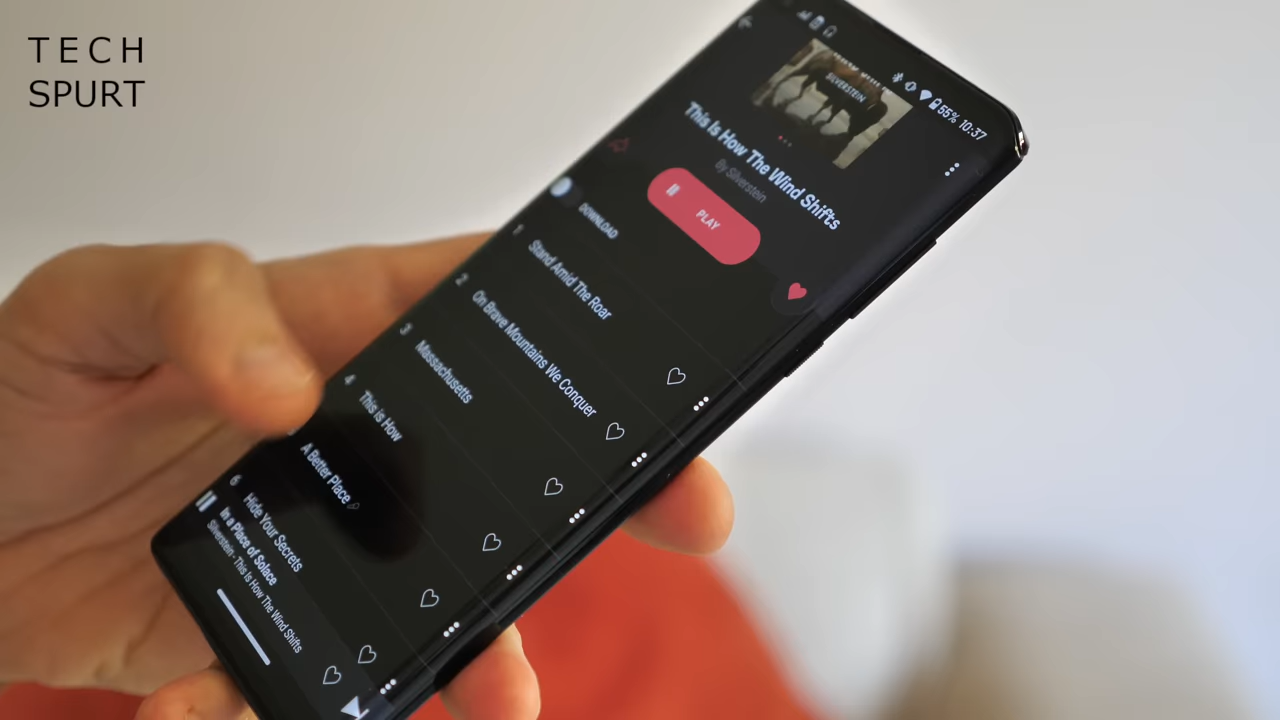 TECH
SPURT
55% 10:37
SILVERSTEIN
This Is How The Wind Shifts
By Silverstein
PLAY
DOWNLOAD
1 Stand Amid The Roar
2 On Brave Mountains We Conquer
3 Massachusetts
4 This is How
A Better Place
6 Hide Your Secrets
In a Place of Solace
Silverstein - This Is How The Wind Shifts